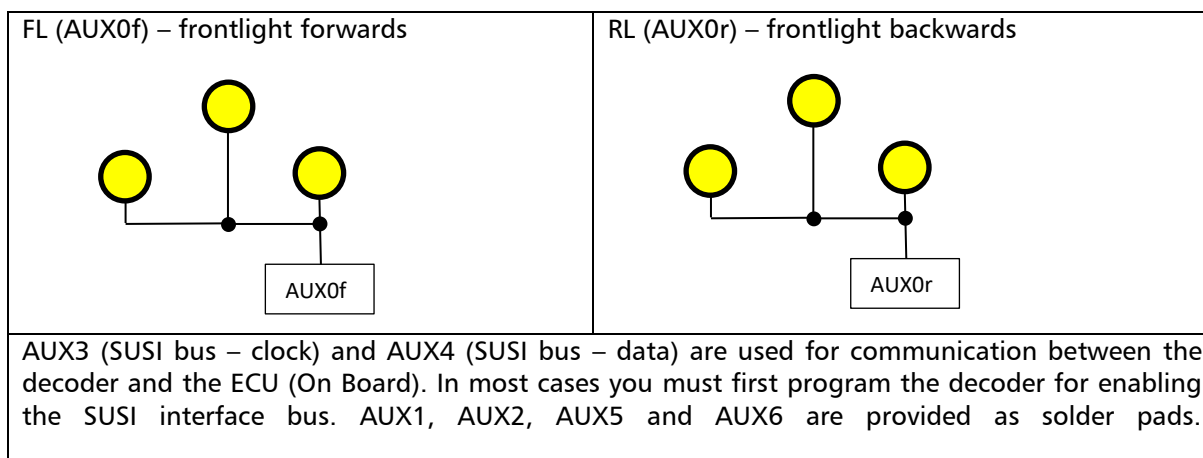 FL (AUX0f) – frontlight forwards
RL (AUX0r) – frontlight backwards
AUX0f
AUX0r
AUX3 (SUSI bus – clock) and AUX4 (SUSI bus – data) are used for communication between the
decoder and the ECU (On Board). In most cases you must first program the decoder for enabling
the SUSI interface bus. AUX1, AUX2, AUX5 and AUX6 are provided as solder pads.